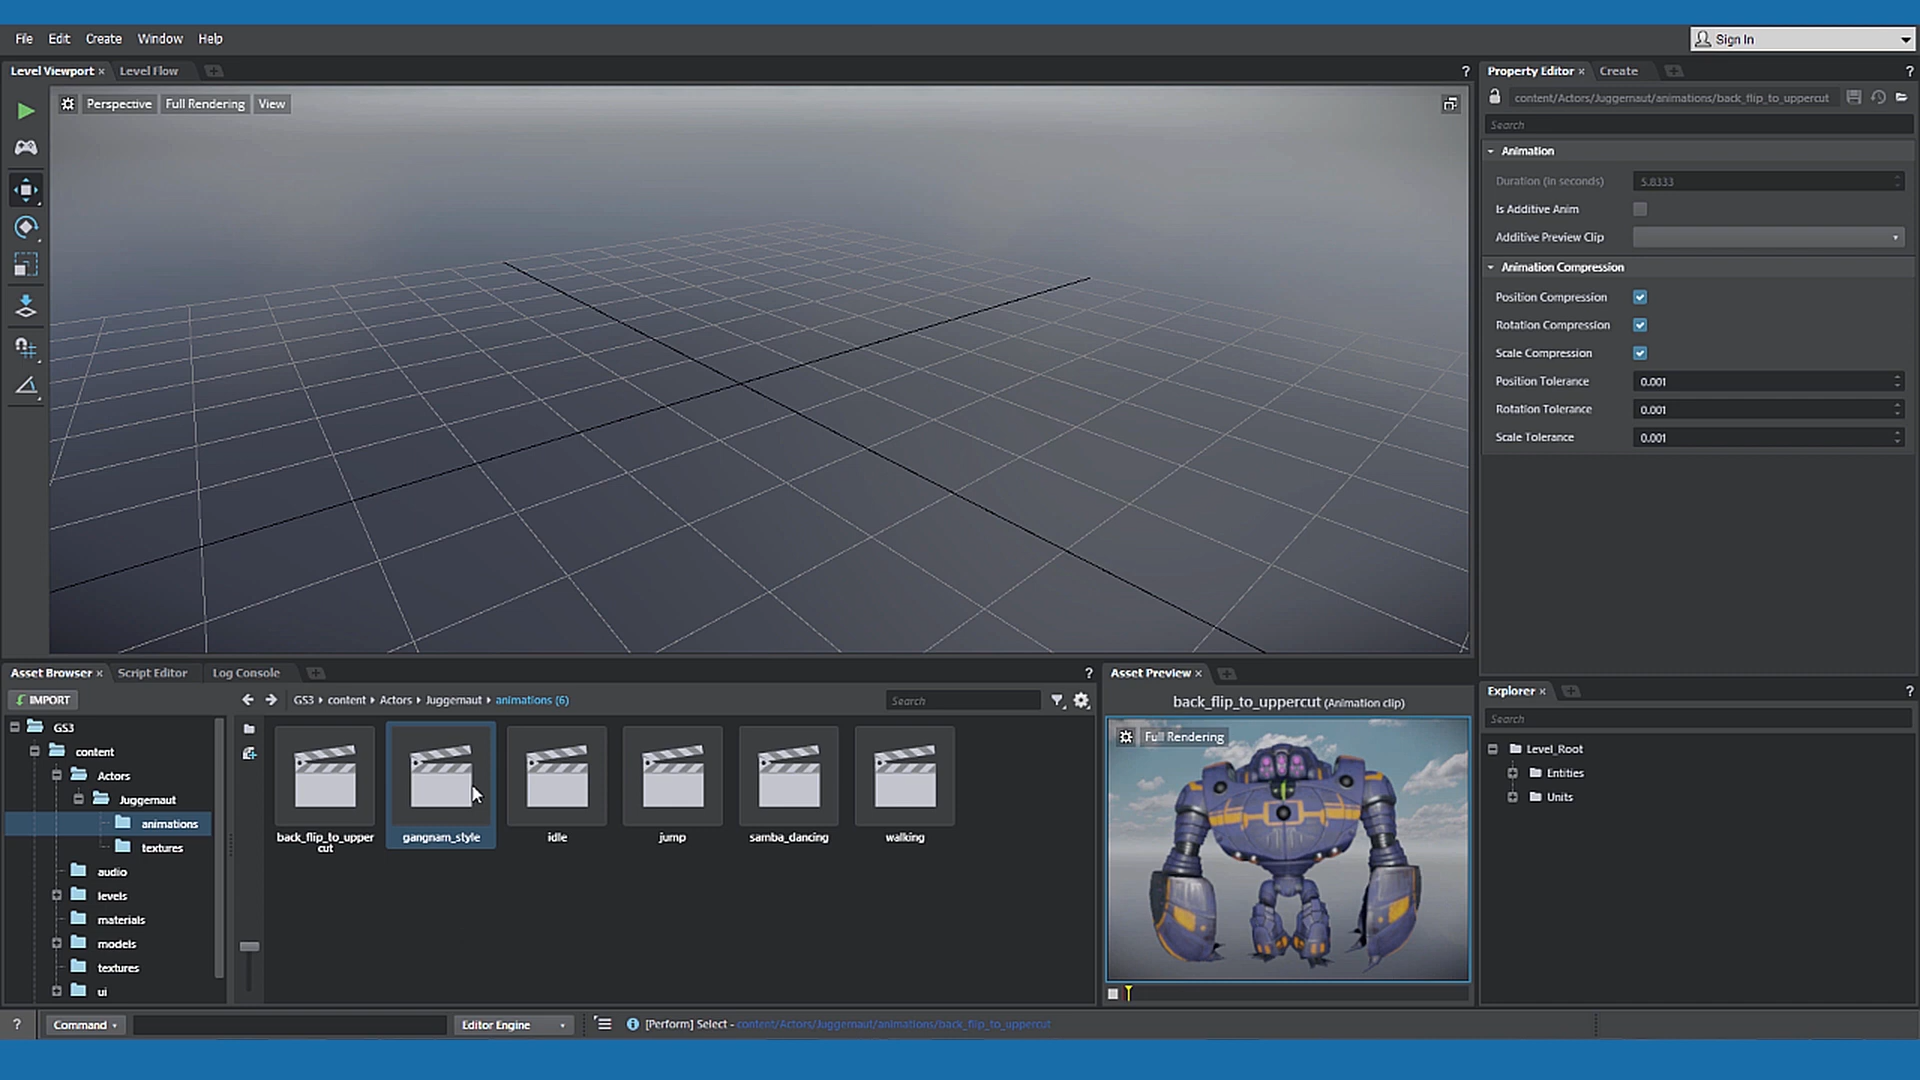 File Edit Create Window Help
Sign In
Level Viewport × Level Flow
?
Perspective Full Rendering View
Property Editor × Create
?
content/Actors/Juggernaut/animations/back_flip_to_uppercut
Search
Animation
Duration (in seconds) 5.8333
Is Additive Anim
Additive Preview Clip
Animation Compression
Position Compression
Rotation Compression
Scale Compression
Position Tolerance 0.001
Rotation Tolerance 0.001
Scale Tolerance 0.001
Asset Browser × Script Editor Log Console
?
IMPORT
GS3 content Actors Juggernaut animations (6)
Search
GS3
content
Actors
Juggernaut
animations
textures
audio
levels
materials
models
textures
ui
back_flip_to_upper
cut
gangnam_style
idle
jump
samba_dancing
walking
Asset Preview ×
back_flip_to_uppercut (Animation clip)
Full Rendering
Explorer ×
?
Search
Level_Root
Entities
Units
? Command
Editor Engine
[Perform] Select - content/Actors/Juggernaut/animations/back_flip_to_uppercut